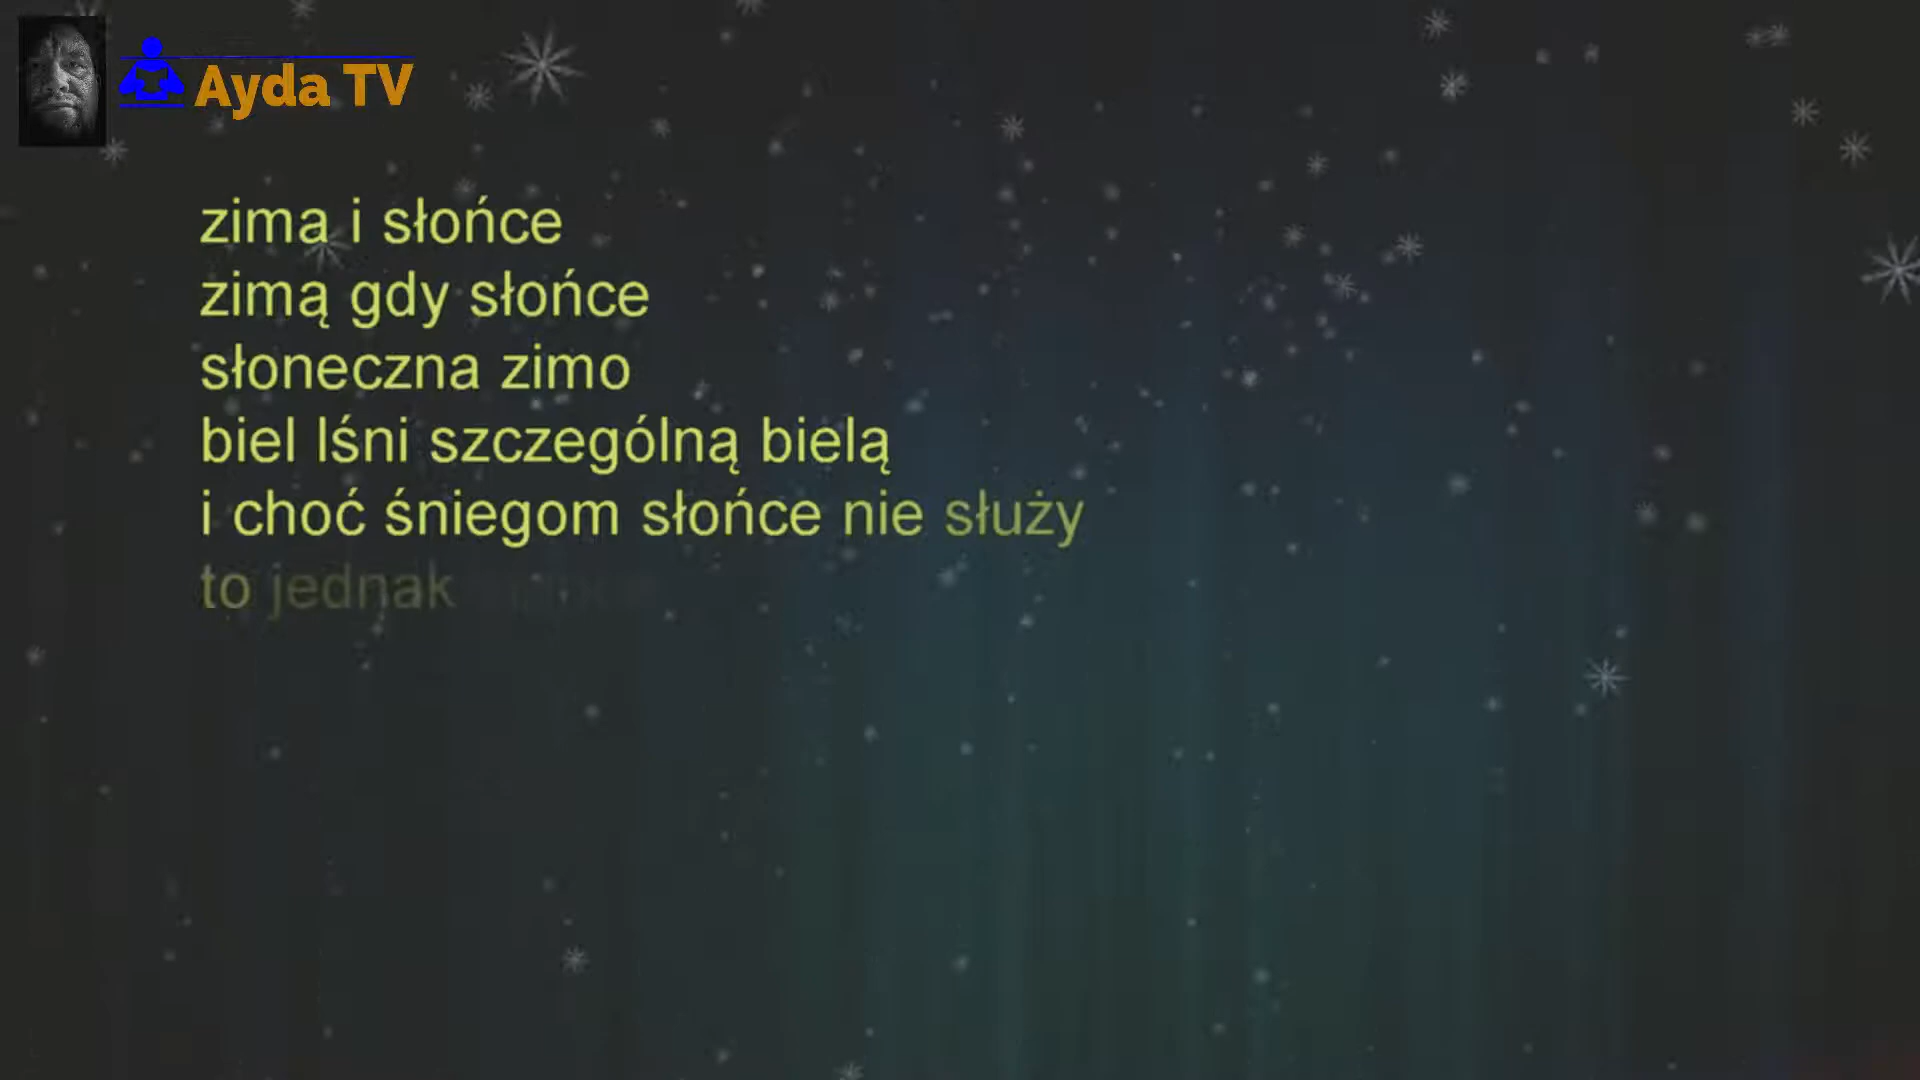 Ayda TV
zima i słońce
zimą gdy słońce
słoneczna zimo
biel lśni szczególną bielą
i choć śniegom słońce nie służy
to jednak